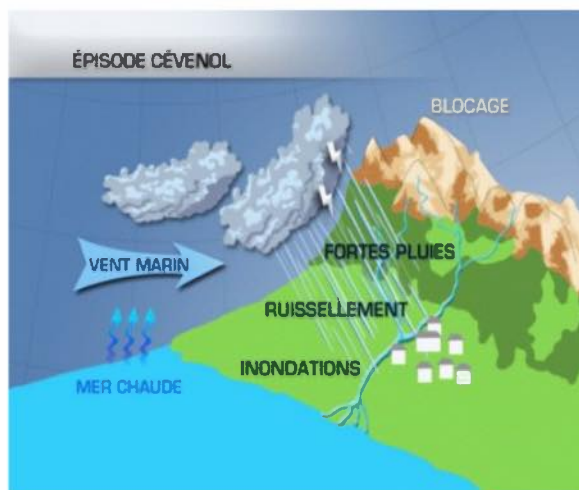 ÉPISODE CÉVENOL
BLOCAGE
FORTES PLUIES
VENT MARIN
RUISSELLEMENT
INONDATIONS
MER CHAUDE